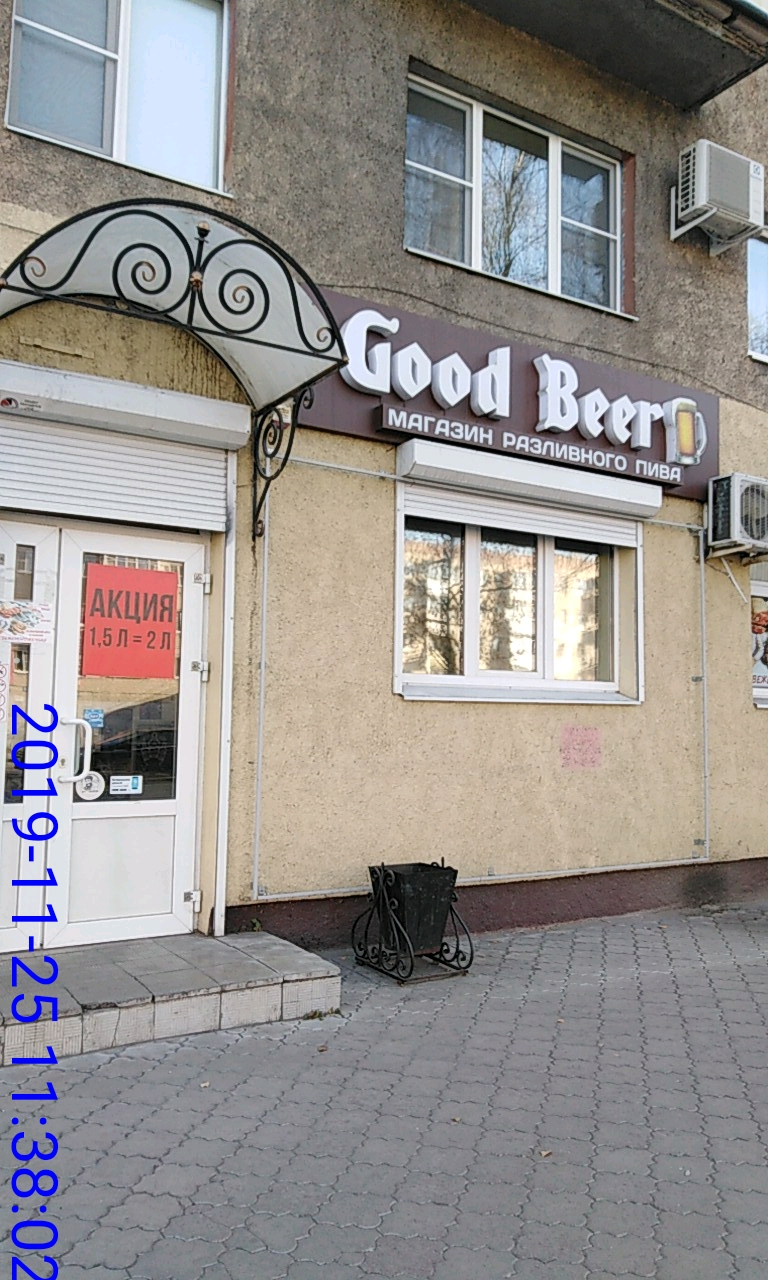 Good Beer
МАГАЗИН РАЗЛИВНОГО ПИВА
АКЦИЯ
1,5 Л = 2 Л
2019-11-25 11:38:02